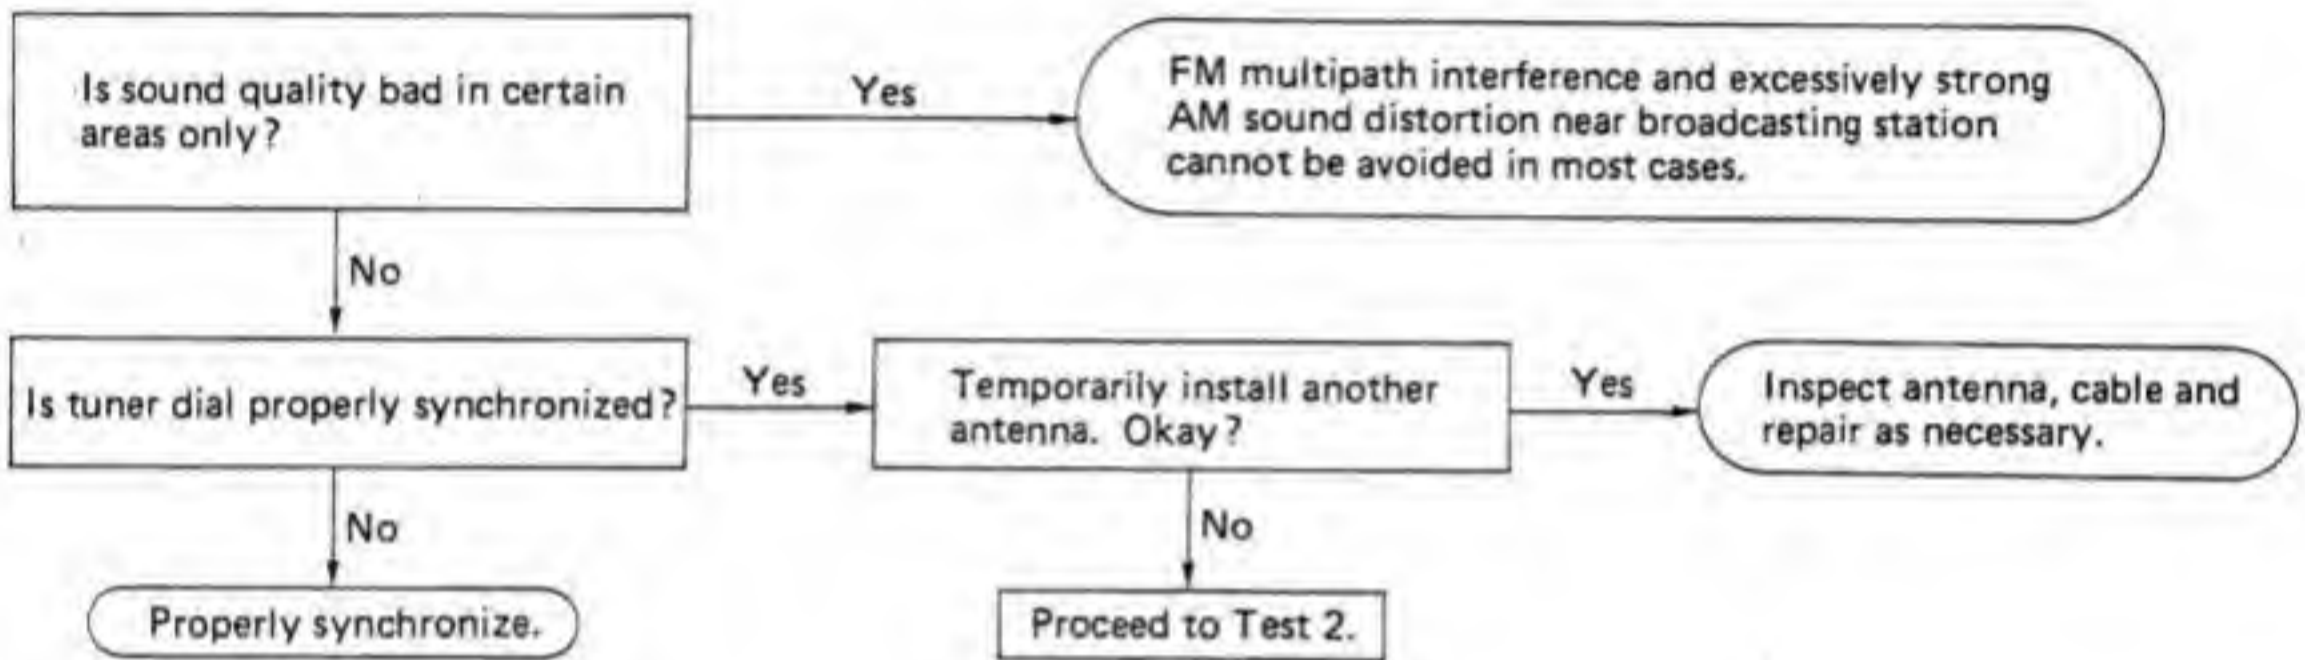 Is sound quality bad in certain
areas only?
Yes
FM multipath interference and excessively strong
AM sound distortion near broadcasting station
cannot be avoided in most cases.
No
Is tuner dial properly synchronized?
Yes
Temporarily install another
antenna. Okay?
Yes
Inspect antenna, cable and
repair as necessary.
No
No
Properly synchronize.
Proceed to Test 2.